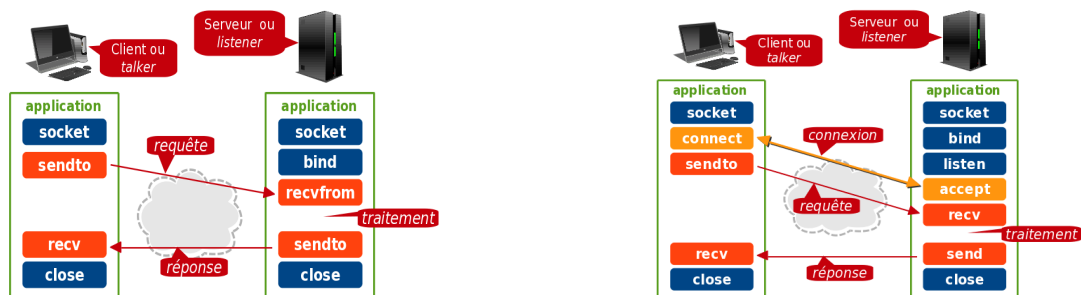 Client ou
talker
Serveur ou
listener
application
socket
sendto
recv
close
requête
réponse
application
socket
bind
recvfrom
traitement
sendto
close
Client ou
talker
Serveur ou
listener
application
socket
connect
sendto
recv
close
connexion
requête
réponse
application
socket
bind
listen
accept
recv
traitement
send
close